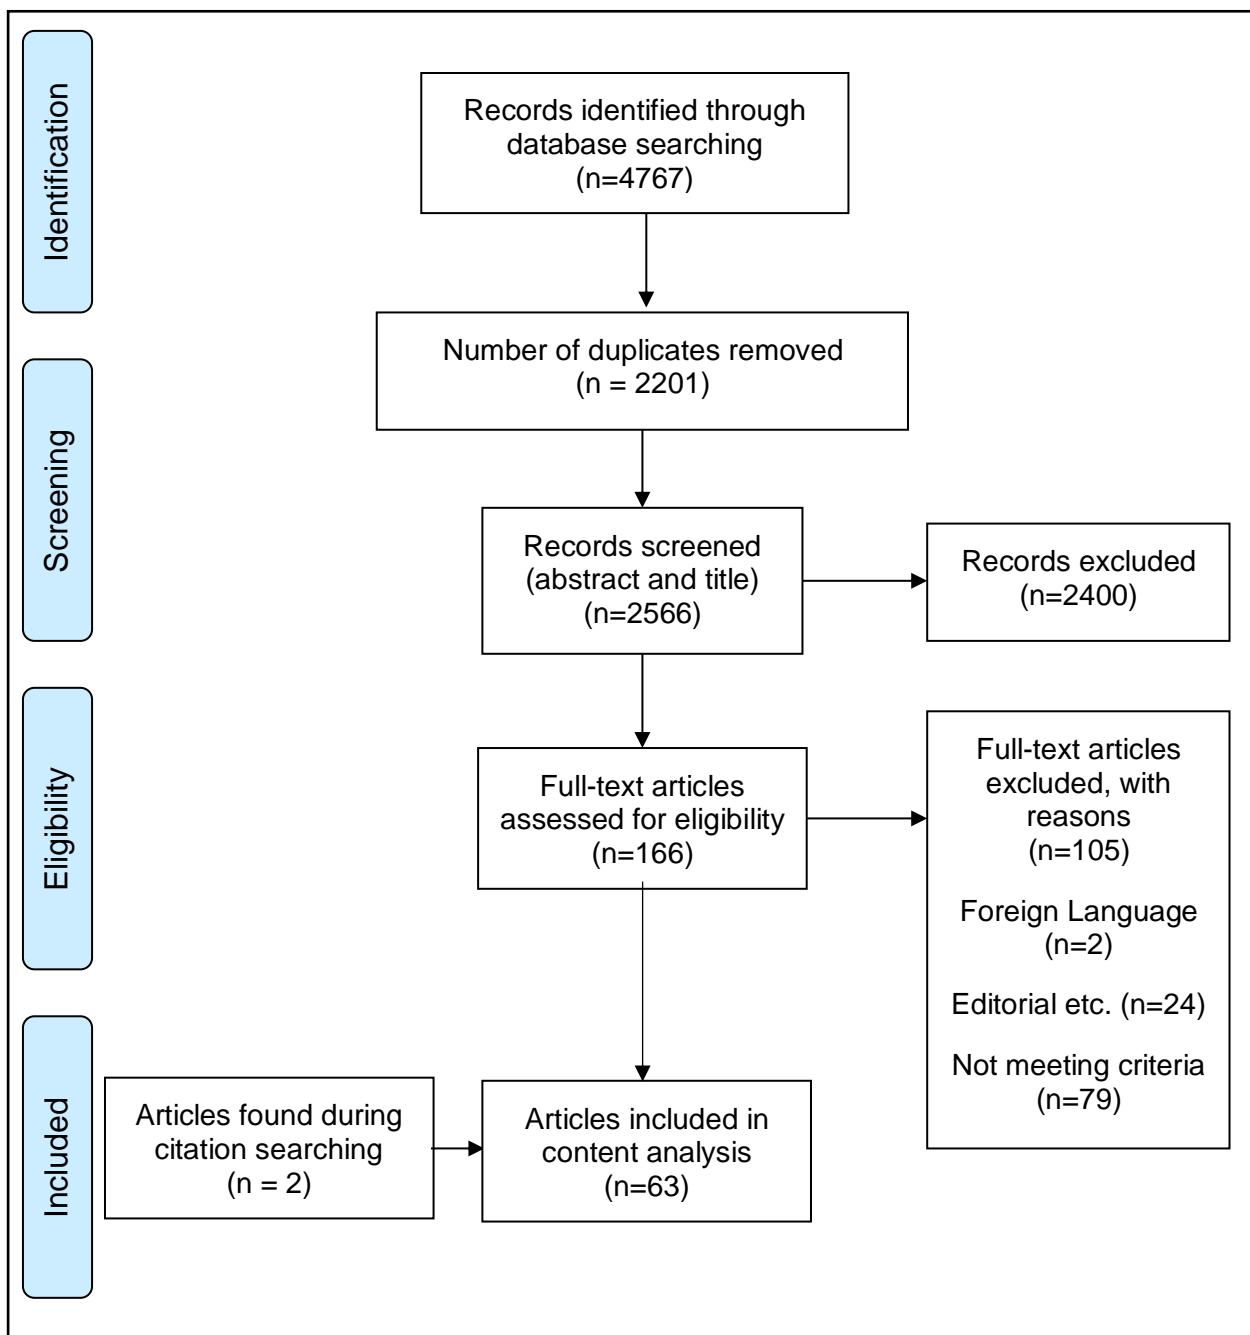 Identification
Records identified through
database searching
(n=4767)
Number of duplicates removed
(n = 2201)
Screening
Records screened
(abstract and title)
(n=2566)
Records excluded
(n=2400)
Eligibility
Full-text articles
assessed for eligibility
(n=166)
Full-text articles
excluded, with
reasons
(n=105)
Foreign Language
(n=2)
Editorial etc. (n=24)
Not meeting criteria
(n=79)
Included
Articles found during
citation searching
(n = 2)
Articles included in
content analysis
(n=63)